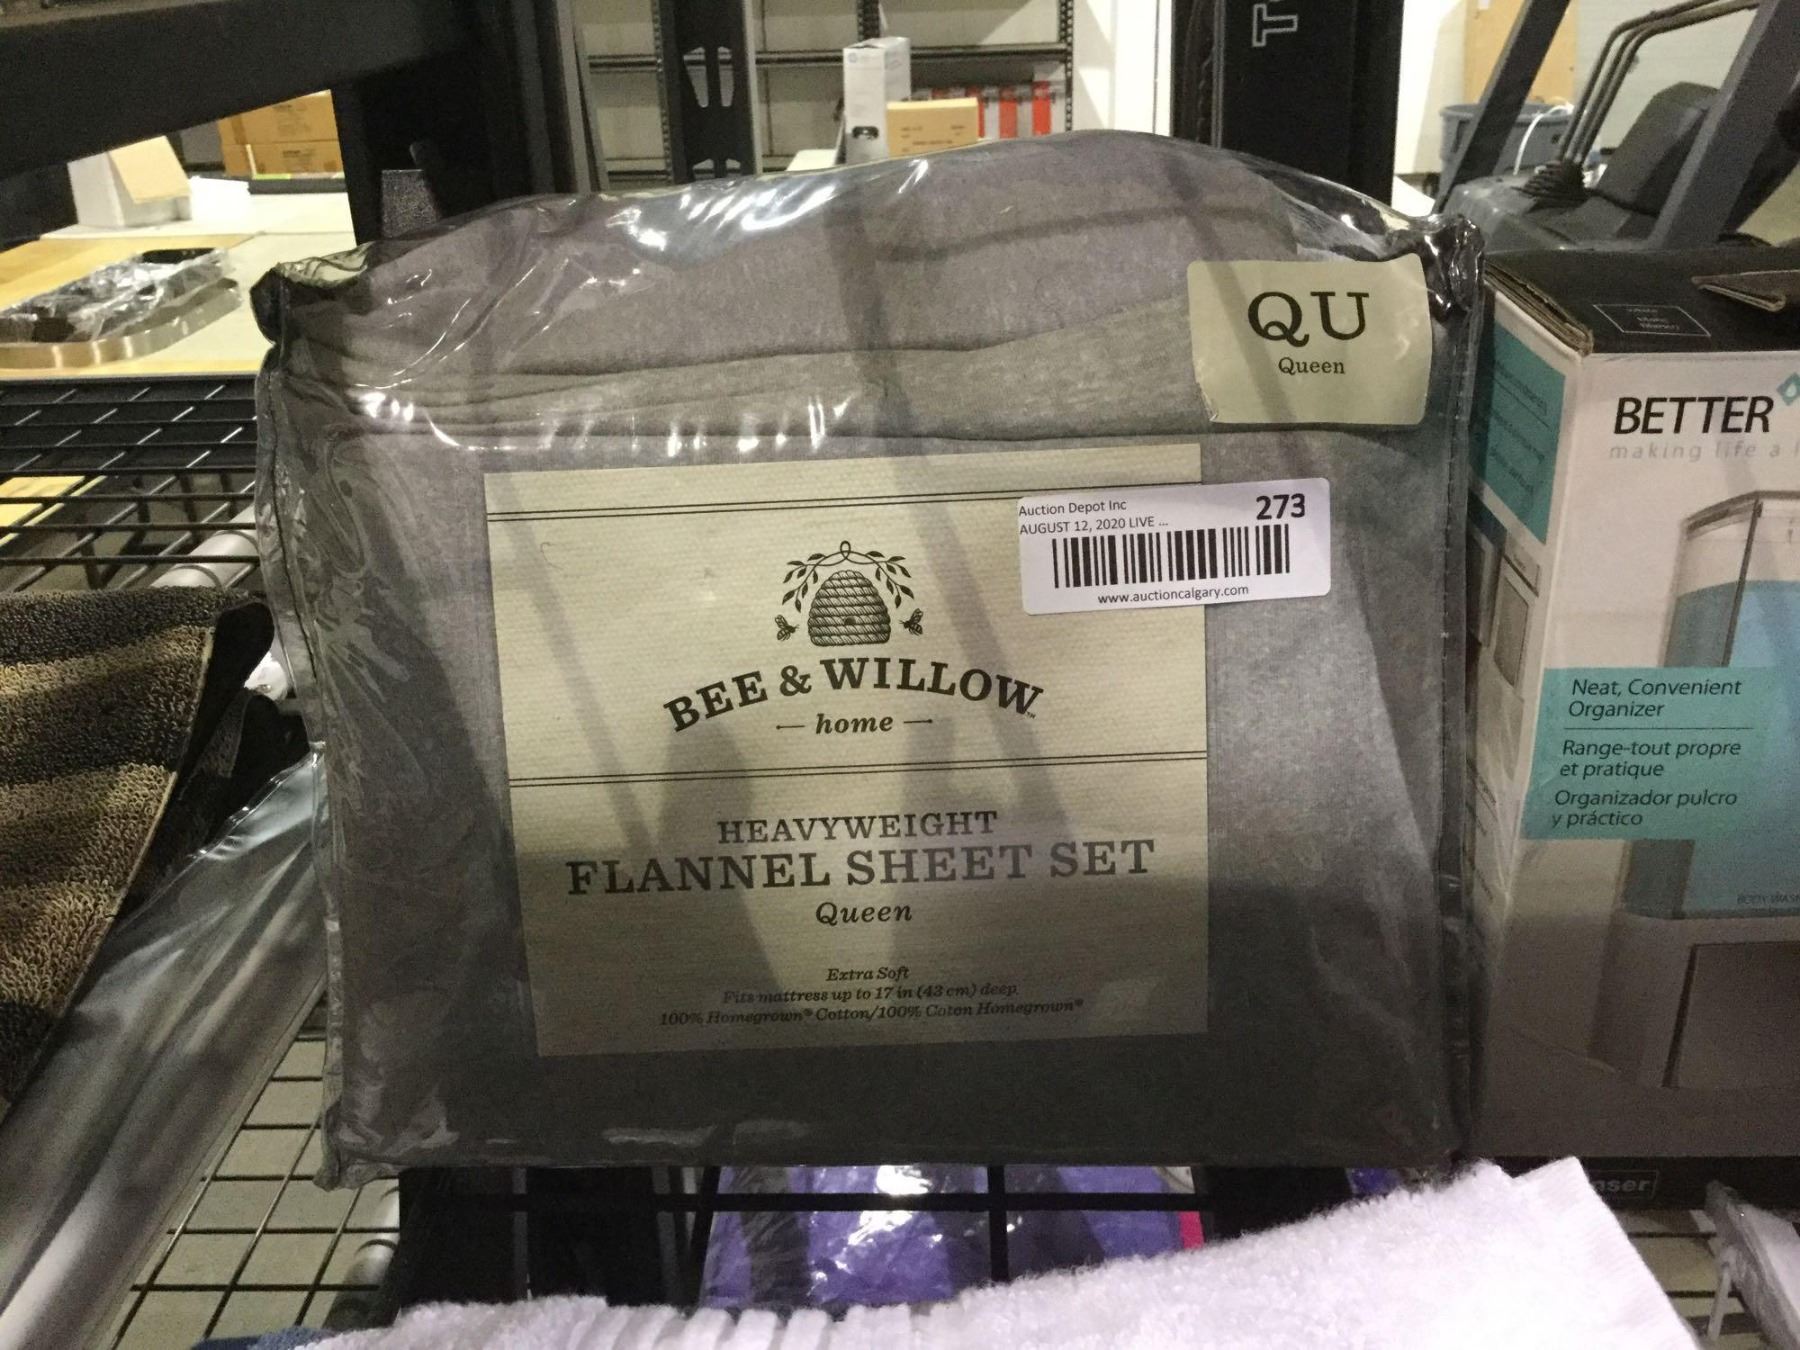 QU
Queen
Auction Depot Inc
273
AUGUST 12, 2020 LIVE ...
www.auctioncalgary.com
BEE & WILLOW™
— home —
HEAVYWEIGHT
FLANNEL SHEET SET
Queen
Extra Soft
Fits mattress up to 17 in (43 cm) deep.
100% Homegrown® Cotton/100% Coton Homegrown®
BETTER
making life a
Neat, Convenient
Organizer
Range-tout propre
et pratique
Organizador pulcro
y práctico